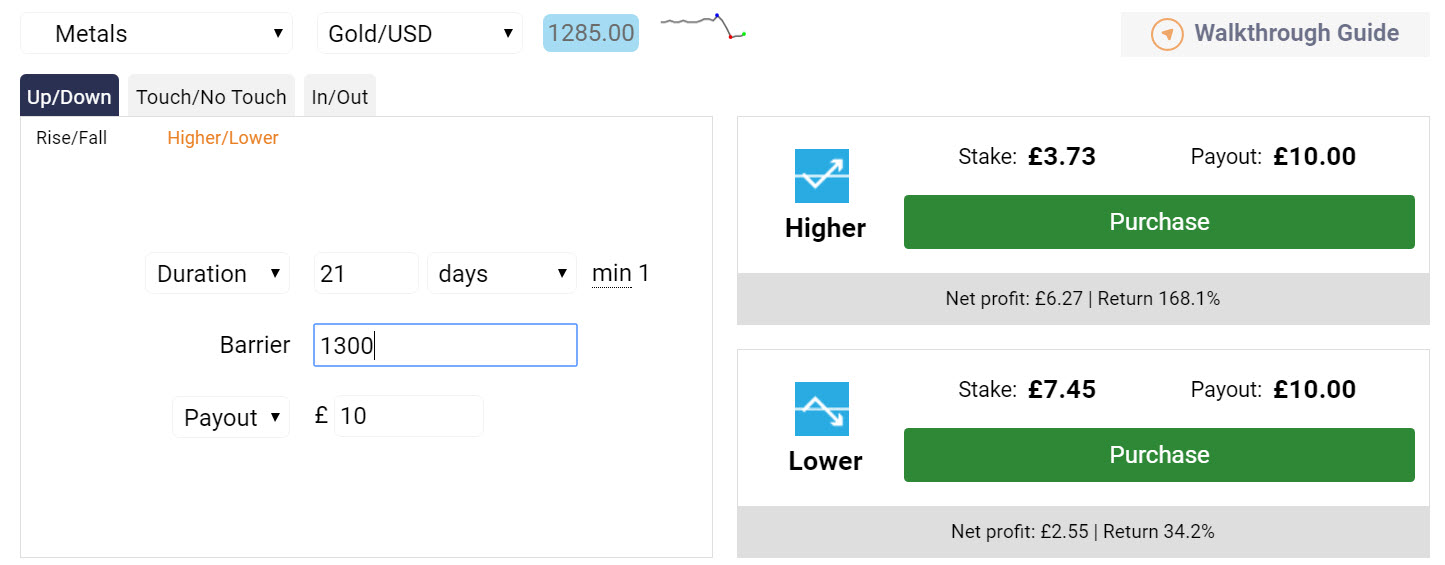 Metals ▼ Gold/USD ▼ 1285.00 Walkthrough Guide
Up/Down Touch/No Touch In/Out
Rise/Fall Higher/Lower
Duration ▼ 21 days ▼ min 1
Barrier 1300
Payout ▼ £ 10
Stake: £3.73 Payout: £10.00
Higher
Purchase
Net profit: £6.27 | Return 168.1%
Stake: £7.45 Payout: £10.00
Lower
Purchase
Net profit: £2.55 | Return 34.2%